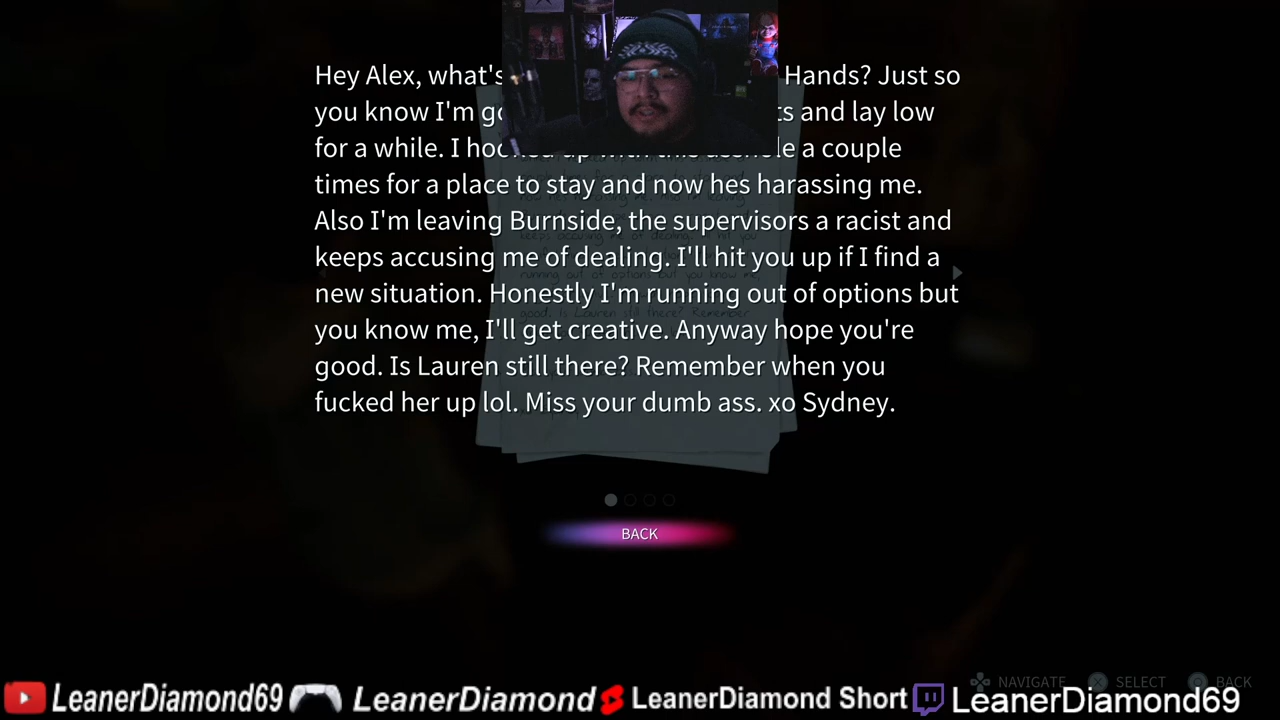 Hey Alex, what's Hands? Just so
you know I'm and lay low
for a while. I a couple
times for a place to stay and now hes harassing me.
Also I'm leaving Burnside, the supervisors a racist and
keeps accusing me of dealing. I'll hit you up if I find a
new situation. Honestly I'm running out of options but
you know me, I'll get creative. Anyway hope you're
good. Is Lauren still there? Remember when you
fucked her up lol. Miss your dumb ass. xo Sydney.
BACK
NAVIGATE SELECT BACK
LeanerDiamond69 LeanerDiamond LeanerDiamond Short LeanerDiamond69